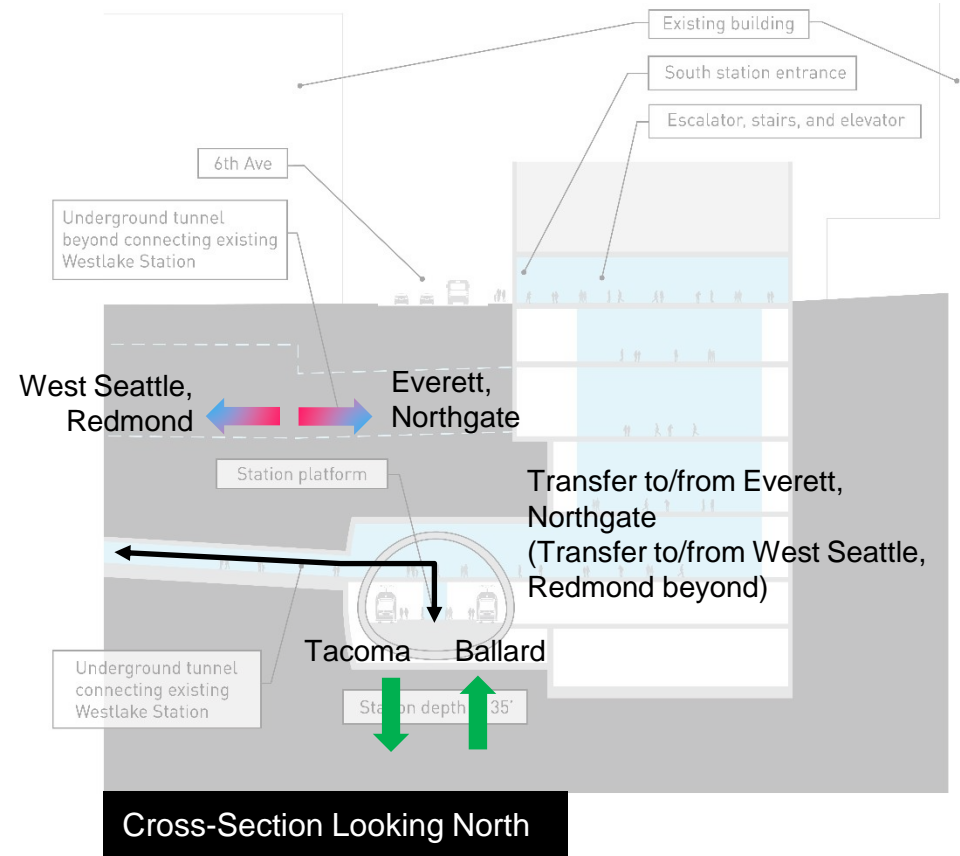 Existing building
South station entrance
Escalator, stairs, and elevator
6th Ave
Underground tunnel
beyond connecting existing
Westlake Station
West Seattle,
Redmond
Everett,
Northgate
Station platform
Transfer to/from Everett,
Northgate
(Transfer to/from West Seattle,
Redmond beyond)
Tacoma
Ballard
Underground tunnel
connecting existing
Westlake Station
Station depth 35'
Cross-Section Looking North